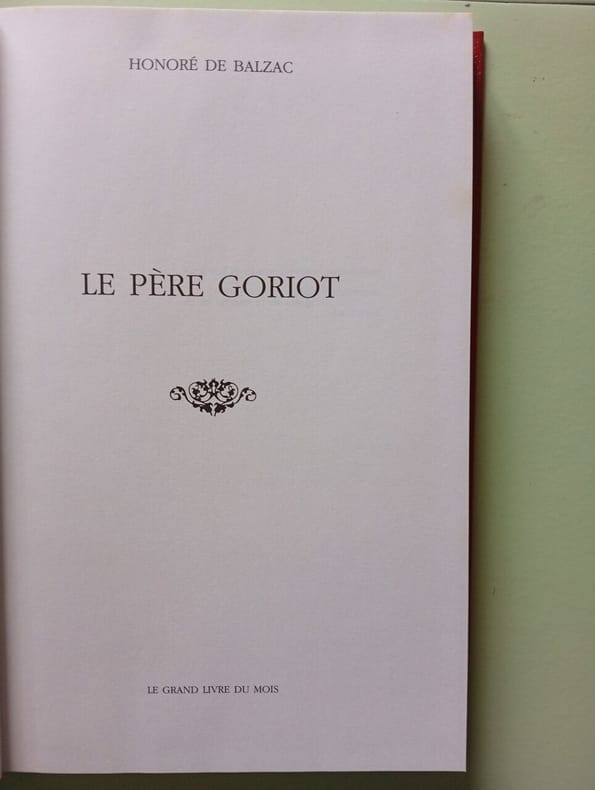 HONORÉ DE BALZAC
LE PÈRE GORIOT
LE GRAND LIVRE DU MOIS